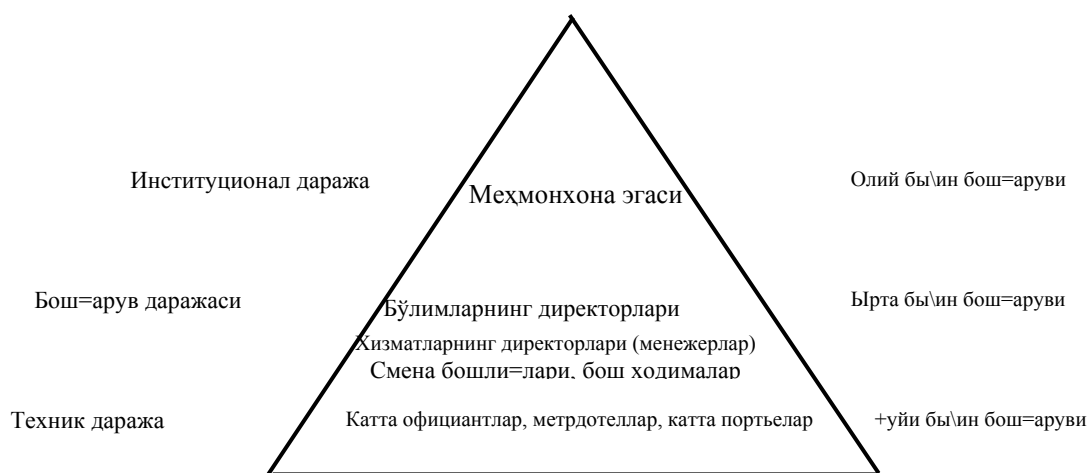 Институционал даража
Меҳмонхона эгаси
Олий бы\ин бош=аруви
Бош=арув даражаси
Бўлимларнинг директорлари
Ырта бы\ин бош=аруви
Хизматларнинг директорлари (менежерлар)
Смена бошли=лари, бош ходималар
Техник даража
Катта официантлар, метрдотеллар, катта портьелар
+уйи бы\ин бош=аруви